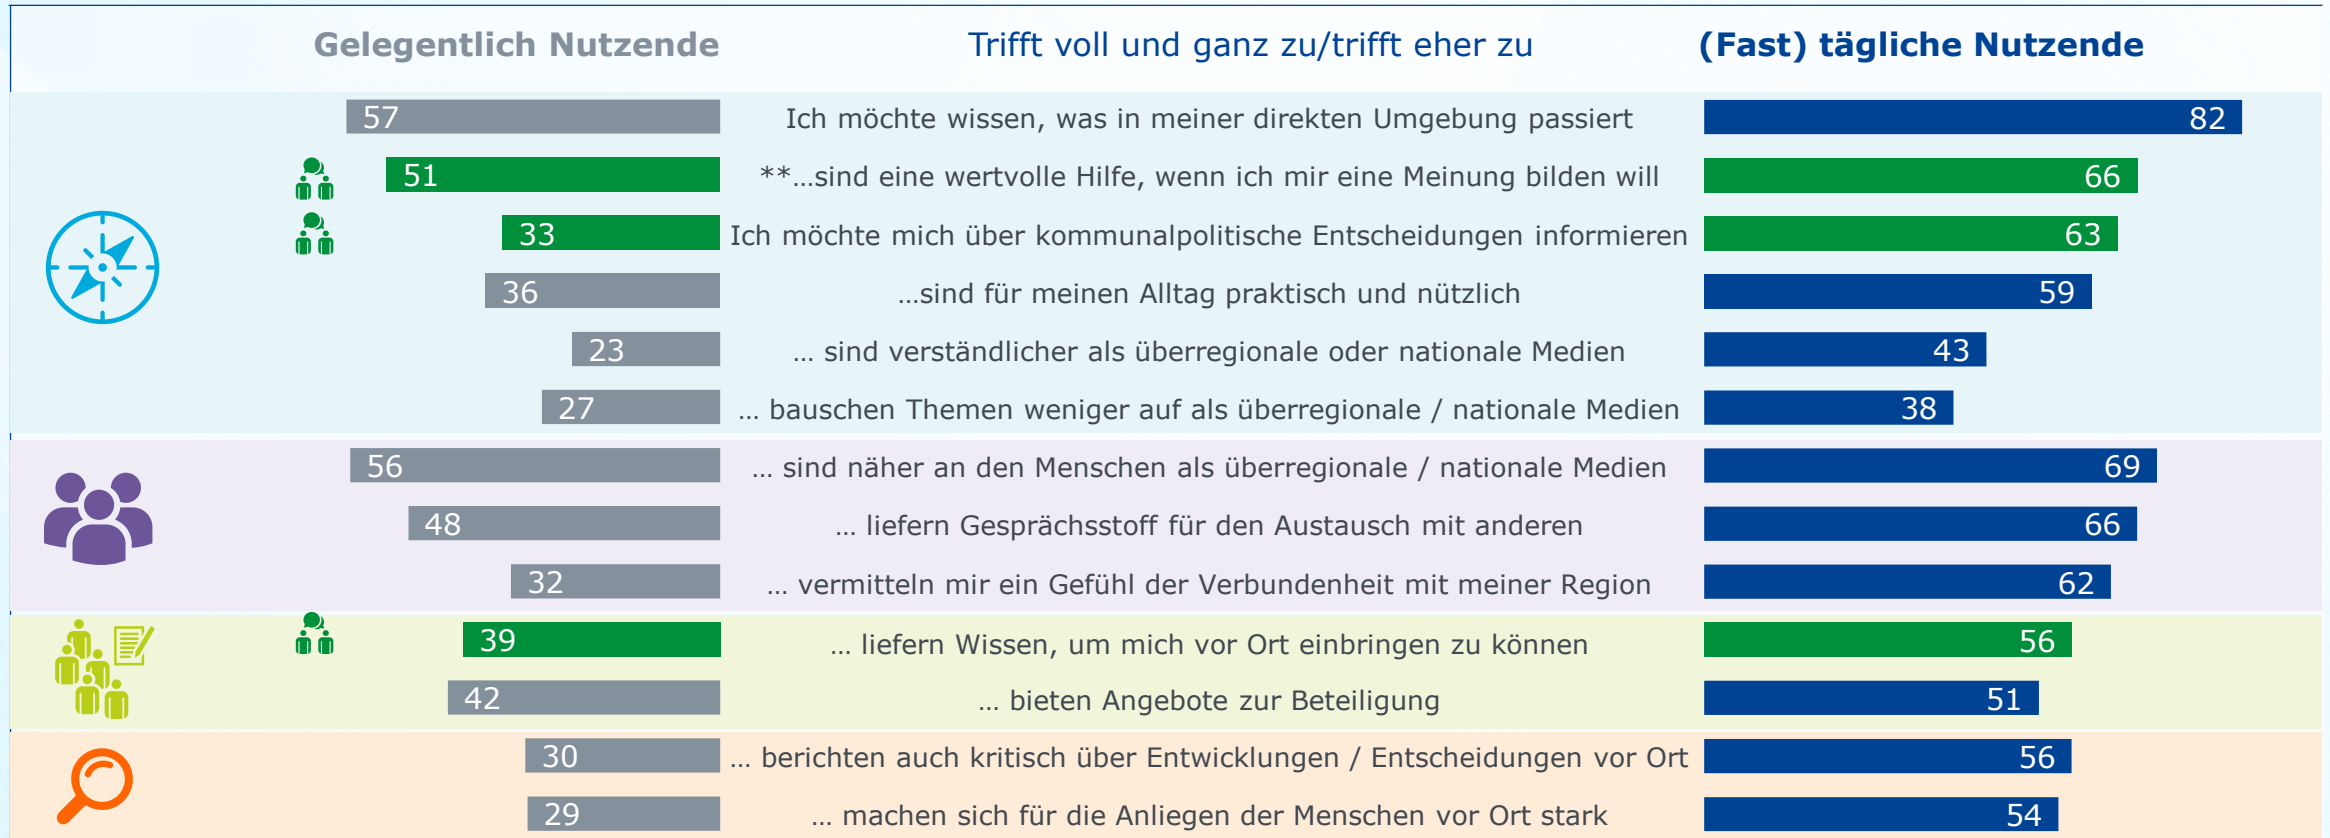 Gelegentlich Nutzende Trifft voll und ganz zu/trifft eher zu (Fast) tägliche Nutzende
57 Ich möchte wissen, was in meiner direkten Umgebung passiert 82
51 **…sind eine wertvolle Hilfe, wenn ich mir eine Meinung bilden will 66
33 Ich möchte mich über kommunalpolitische Entscheidungen informieren 63
36 …sind für meinen Alltag praktisch und nützlich 59
23 … sind verständlicher als überregionale oder nationale Medien 43
27 … bauschen Themen weniger auf als überregionale / nationale Medien 38
56 … sind näher an den Menschen als überregionale / nationale Medien 69
48 … liefern Gesprächsstoff für den Austausch mit anderen 66
32 … vermitteln mir ein Gefühl der Verbundenheit mit meiner Region 62
39 … liefern Wissen, um mich vor Ort einbringen zu können 56
42 … bieten Angebote zur Beteiligung 51
30 … berichten auch kritisch über Entwicklungen / Entscheidungen vor Ort 56
29 … machen sich für die Anliegen der Menschen vor Ort stark 54